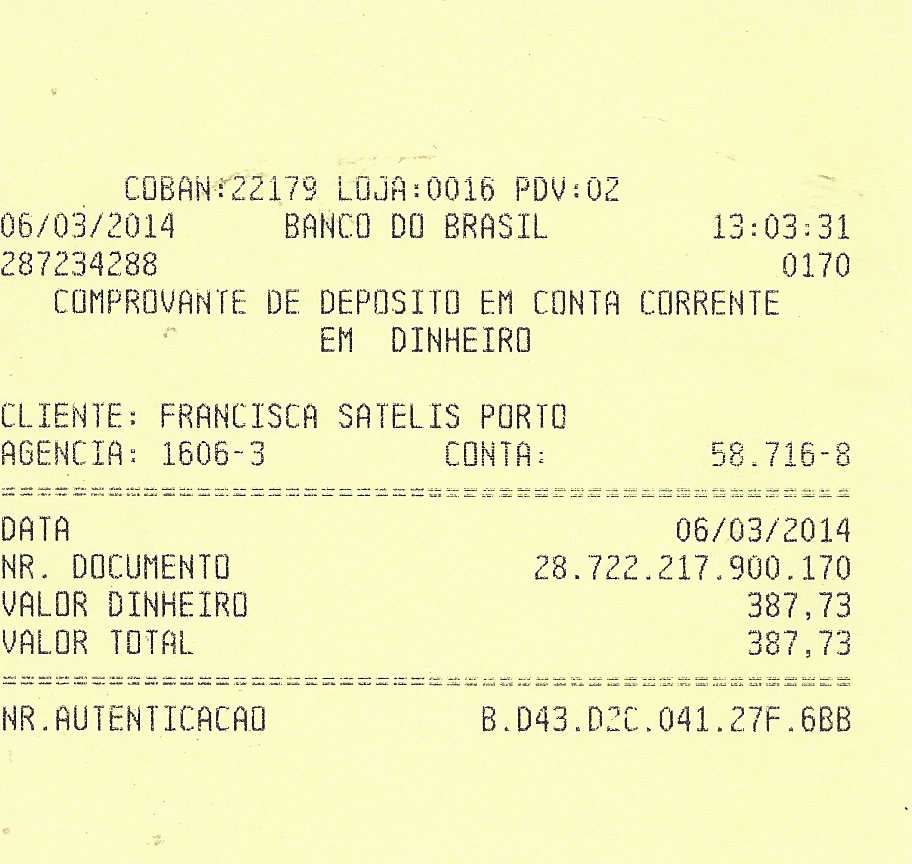 COBAN:22179 LOJA:0016 PDV:02
06/03/2014 BANCO DO BRASIL 13:03:31
287234288 0170
COMPROVANTE DE DEPOSITO EM CONTA CORRENTE
EM DINHEIRO
CLIENTE: FRANCISCA SATELIS PORTO
AGENCIA: 1606-3 CONTA: 58.716-8
================================================
DATA 06/03/2014
NR. DOCUMENTO 28.722.217.900.170
VALOR DINHEIRO 387,73
VALOR TOTAL 387,73
================================================
NR.AUTENTICACAO B.D43.D2C.041.27F.6BB